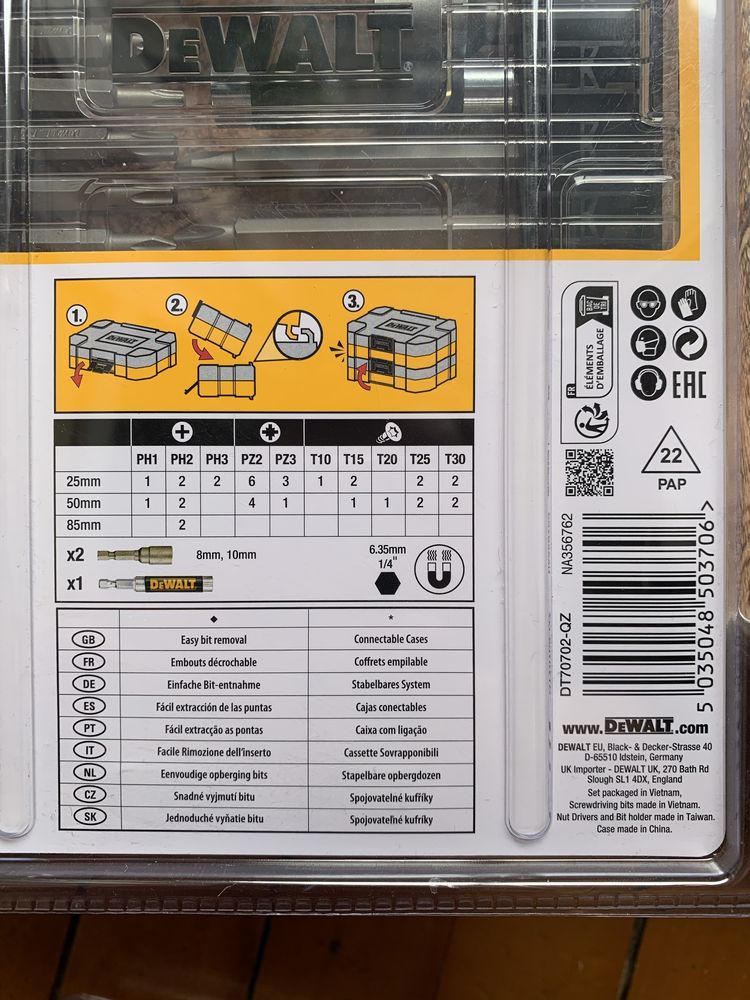 DEWALT
1.
2.
3.
DEWALT
PH1 PH2 PH3 PZ2 PZ3 T10 T15 T20 T25 T30
25mm 1 2 2 6 3 1 2 2 2
50mm 1 2 4 1 1 1 2 2
85mm 2
x2 8mm, 10mm
x1 DEWALT
6.35mm
1/4"
◆ *
GB Easy bit removal Connectable Cases
FR Embouts décrochable Coffrets empilable
DE Einfache Bit-entnahme Stabelbares System
ES Fácil extracción de las puntas Cajas conectables
PT Fácil extracção as pontas Caixa com ligação
IT Facile Rimozione dell'inserto Cassette Sovrapponibili
NL Eenvoudige opberging bits Stapelbare opbergdozen
CZ Snadné vyjmutí bitu Spojovatelné kufříky
SK Jednoduché vyňatie bitu Spojovateľné kufríky
FR
ÉLÉMENTS
D'EMBALLAGE
BAC
DE TRI
EAC
22
PAP
NA356762
DT70702-QZ
5 035048 503706 >
www.DEWALT.com
DEWALT EU, Black- & Decker-Strasse 40
D-65510 Idstein, Germany
UK Importer - DEWALT UK, 270 Bath Rd
Slough SL1 4DX, England
Set packaged in Vietnam,
Screwdriving bits made in Vietnam.
Nut Drivers and Bit holder made in Taiwan.
Case made in China.